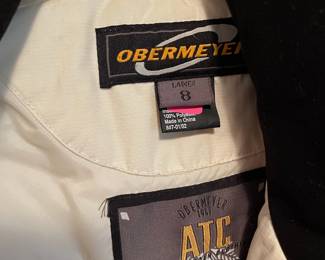 OBERMEYER
LADIES
8
100% Polyester
Made in China
OBERMEYER
ATC